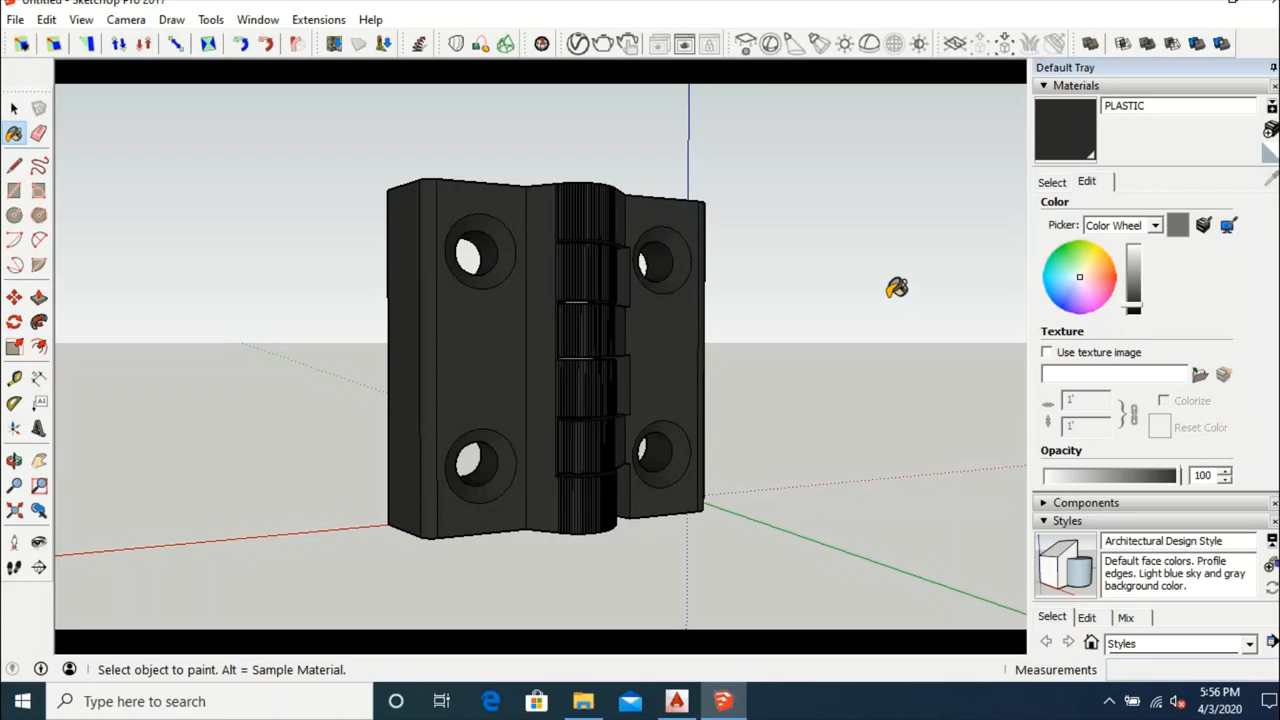 Untitled - SketchUp Pro 2017
File Edit View Camera Draw Tools Window Extensions Help
Default Tray
Materials
PLASTIC
Select Edit
Color
Picker: Color Wheel
Texture
Use texture image
1' Colorize
1' Reset Color
Opacity
100
Components
Styles
Architectural Design Style
Default face colors. Profile
edges. Light blue sky and gray
background color.
Select Edit Mix
Styles
Select object to paint. Alt = Sample Material.
Measurements
Type here to search
5:56 PM
4/3/2020